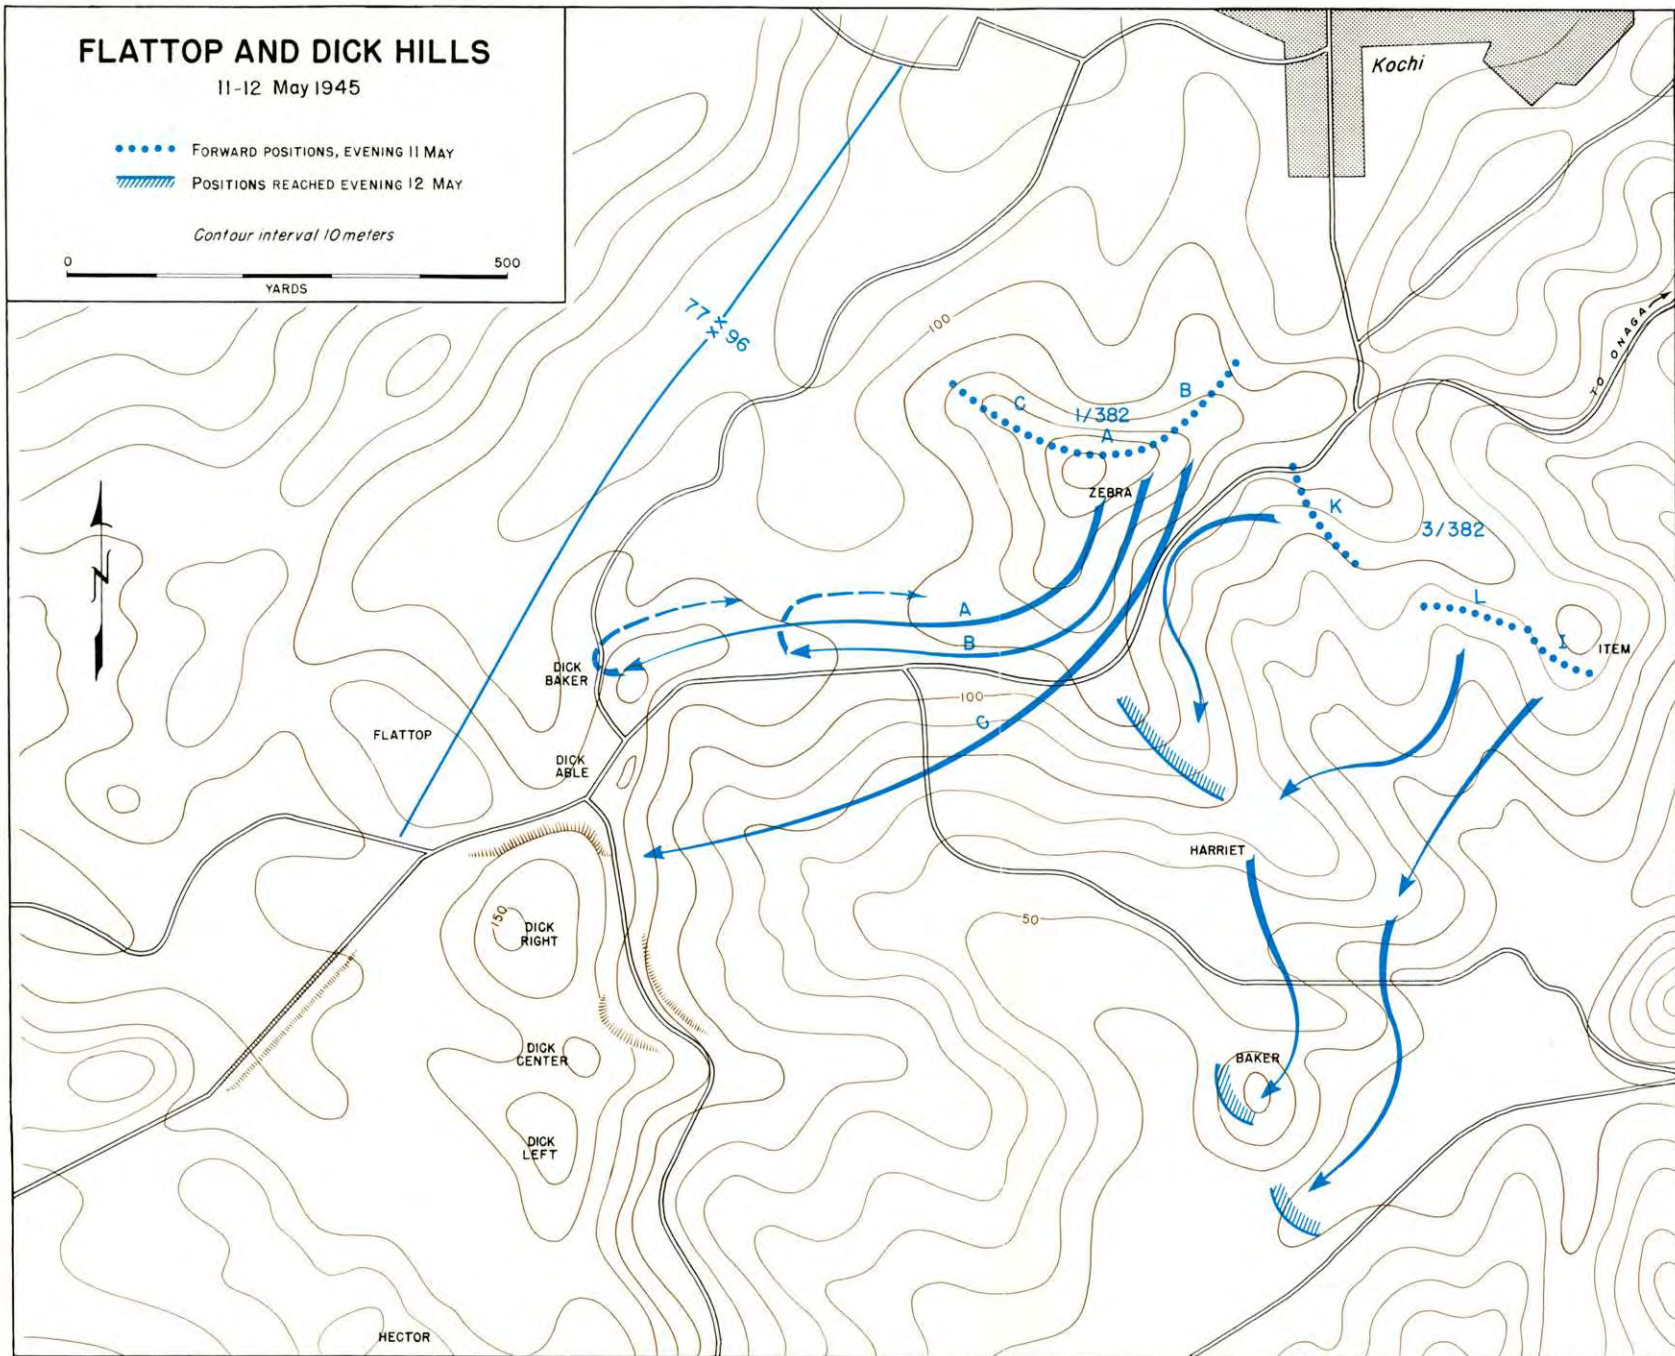 FLATTOP AND DICK HILLS
11-12 May 1945
FORWARD POSITIONS, EVENING 11 MAY
POSITIONS REACHED EVENING 12 MAY
Contour interval 10 meters
0 500
YARDS
Kochi
77 96
100
TO ONAGA
B
C
1/382
A
ZEBRA
K
3/382
N
L
I
ITEM
A
B
DICK
BAKER
100
C
FLATTOP
DICK
ABLE
HARRIET
150
DICK
RIGHT
50
DICK
CENTER
BAKER
DICK
LEFT
HECTOR